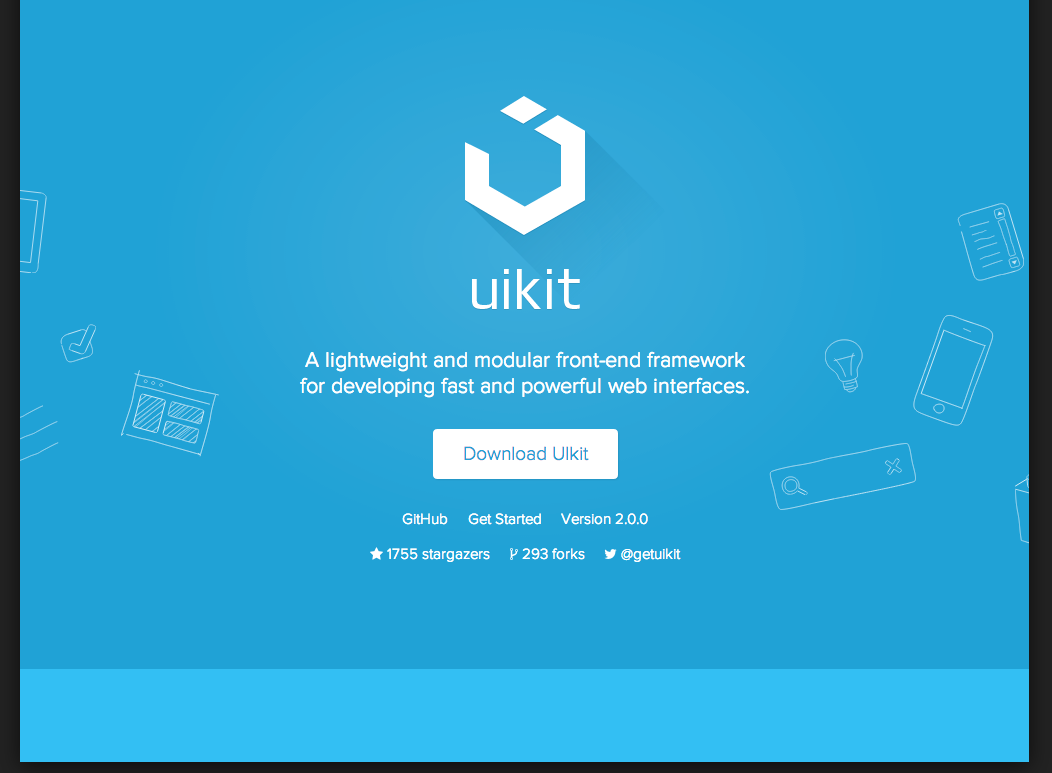 uikit
A lightweight and modular front-end framework
for developing fast and powerful web interfaces.
Download UIkit
GitHub Get Started Version 2.0.0
1755 stargazers 293 forks @getuikit